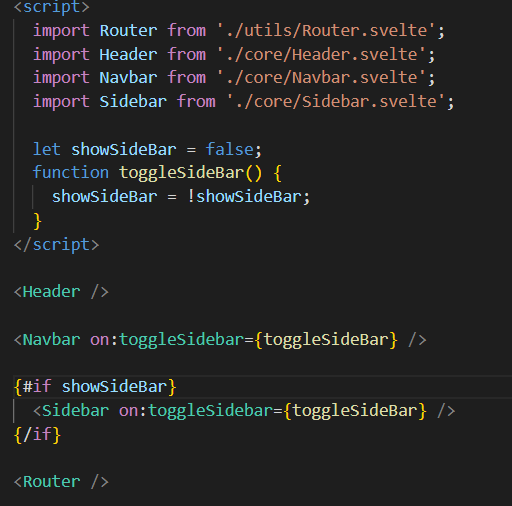 <script>
  import Router from './utils/Router.svelte';
  import Header from './core/Header.svelte';
  import Navbar from './core/Navbar.svelte';
  import Sidebar from './core/Sidebar.svelte';

  let showSideBar = false;
  function toggleSideBar() {
    showSideBar = !showSideBar;
  }
</script>

<Header />

<Navbar on:toggleSidebar={toggleSideBar} />

{#if showSideBar}
  <Sidebar on:toggleSidebar={toggleSideBar} />
{/if}

<Router />